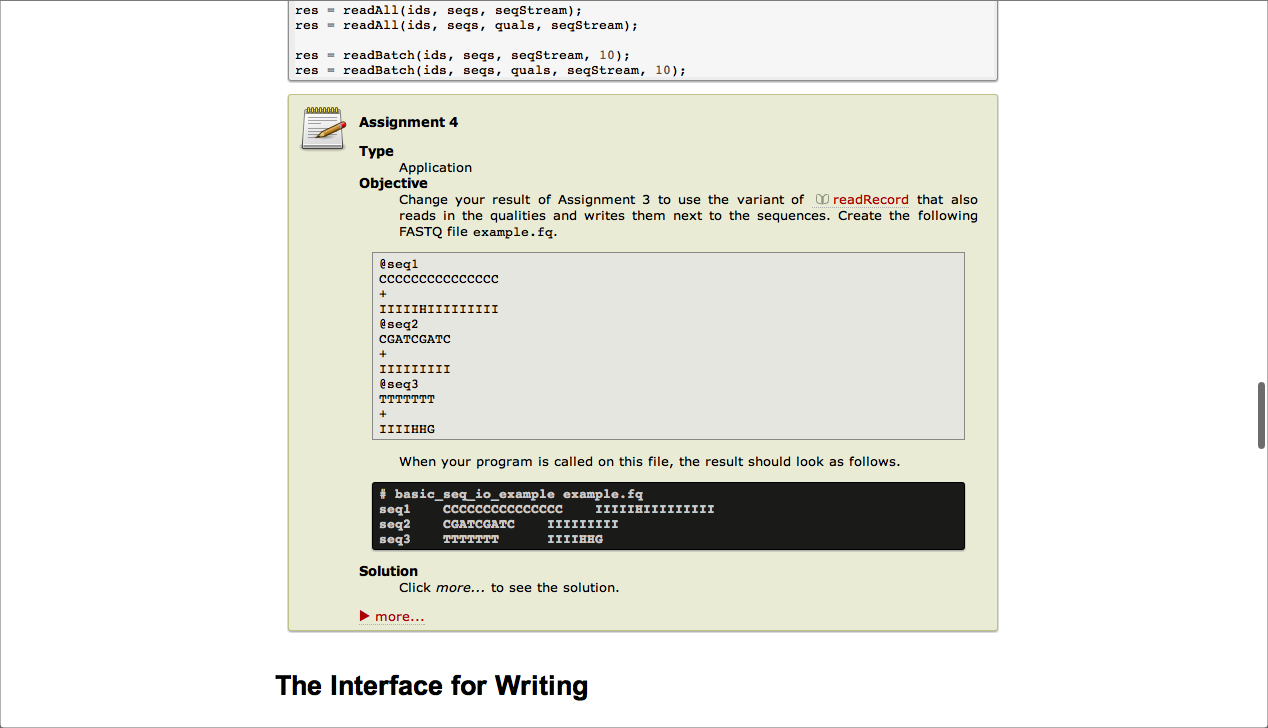 res = readAll(ids, seqs, seqStream);
res = readAll(ids, seqs, quals, seqStream);
res = readBatch(ids, seqs, seqStream, 10);
res = readBatch(ids, seqs, quals, seqStream, 10);
Assignment 4
Type
Application
Objective
Change your result of Assignment 3 to use the variant of readRecord that also
reads in the qualities and writes them next to the sequences. Create the following
FASTQ file example.fq.
@seq1
CCCCCCCCCCCCCCC
+
IIIIIHIIIIIIIII
@seq2
CGATCGATC
+
IIIIIIIII
@seq3
TTTTTTT
+
IIIIHHG
When your program is called on this file, the result should look as follows.
# basic_seq_io_example example.fq
seq1    CCCCCCCCCCCCCCC    IIIIIHIIIIIIIII
seq2    CGATCGATC    IIIIIIIII
seq3    TTTTTTT      IIIIHHG
Solution
Click more... to see the solution.
more...
The Interface for Writing